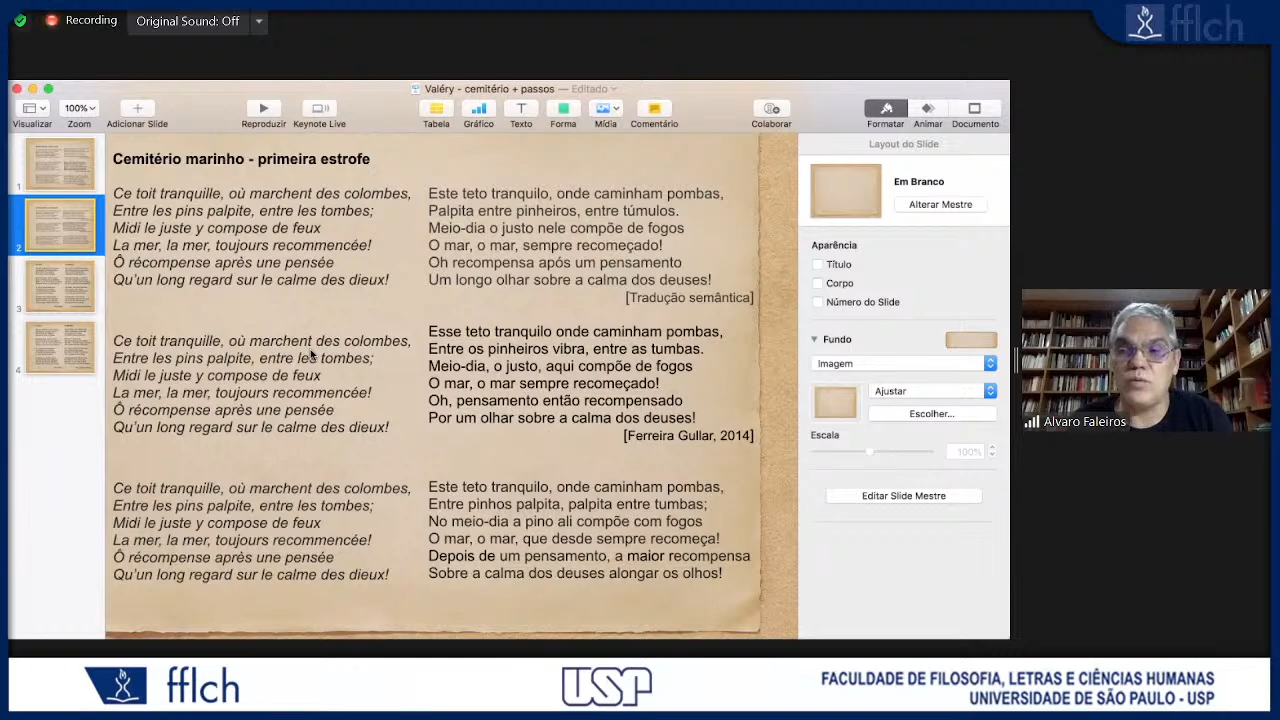 Recording
Original Sound: Off
fflch
Valéry - cemitério + passos — Editado
100%
Visualizar
Zoom
Adicionar Slide
Reproduzir
Keynote Live
Tabela
Gráfico
Texto
Forma
Mídia
Comentário
Colaborar
Formatar
Animar
Documento
1
2
3
4
Cemitério marinho - primeira estrofe
Ce toit tranquille, où marchent des colombes,
Entre les pins palpite, entre les tombes;
Midi le juste y compose de feux
La mer, la mer, toujours recommencée!
Ô récompense après une pensée
Qu'un long regard sur le calme des dieux!
Este teto tranquilo, onde caminham pombas,
Palpita entre pinheiros, entre túmulos.
Meio-dia o justo nele compõe de fogos
O mar, o mar, sempre recomeçado!
Oh recompensa após um pensamento
Um longo olhar sobre a calma dos deuses!
[Tradução semântica]
Ce toit tranquille, où marchent des colombes,
Entre les pins palpite, entre les tombes;
Midi le juste y compose de feux
La mer, la mer, toujours recommencée!
Ô récompense après une pensée
Qu'un long regard sur le calme des dieux!
Esse teto tranquilo onde caminham pombas,
Entre os pinheiros vibra, entre as tumbas.
Meio-dia, o justo, aqui compõe de fogos
O mar, o mar sempre recomeçado!
Oh, pensamento então recompensado
Por um olhar sobre a calma dos deuses!
[Ferreira Gullar, 2014]
Ce toit tranquille, où marchent des colombes,
Entre les pins palpite, entre les tombes;
Midi le juste y compose de feux
La mer, la mer, toujours recommencée!
Ô récompense après une pensée
Qu'un long regard sur le calme des dieux!
Este teto tranquilo, onde caminham pombas,
Entre pinhos palpita, palpita entre tumbas;
No meio-dia a pino ali compõe com fogos
O mar, o mar, que desde sempre recomeça!
Depois de um pensamento, a maior recompensa
Sobre a calma dos deuses alongar os olhos!
Layout do Slide
Em Branco
Alterar Mestre
Aparência
Título
Corpo
Número do Slide
Fundo
Imagem
Ajustar
Escolher...
Escala
100%
Editar Slide Mestre
Alvaro Faleiros
fflch
USP
FACULDADE DE FILOSOFIA, LETRAS E CIÊNCIAS HUMANAS
UNIVERSIDADE DE SÃO PAULO - USP